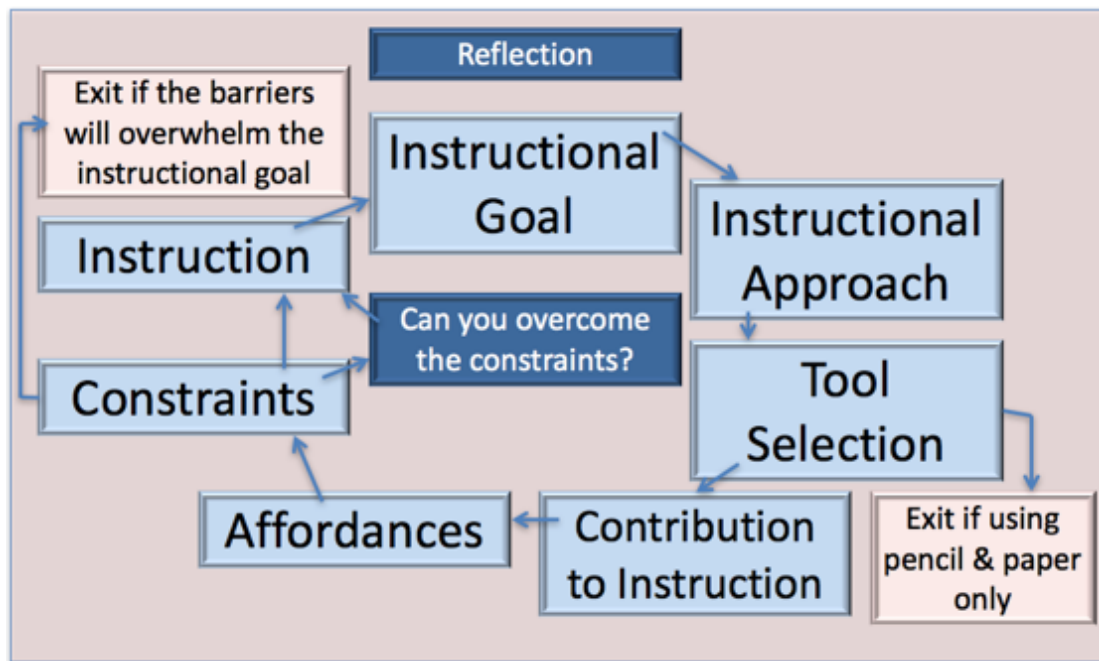 Reflection
Exit if the barriers
will overwhelm the
instructional goal
Instructional
Goal
Instructional
Approach
Instruction
Can you overcome
the constraints?
Constraints
Tool
Selection
Affordances
Contribution
to Instruction
Exit if using
pencil & paper
only